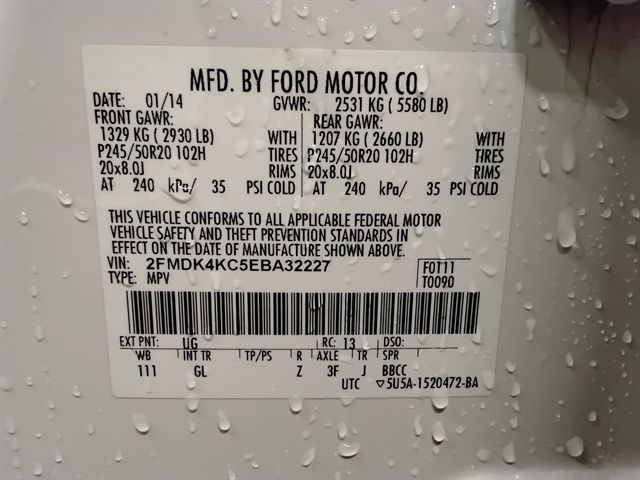 MFD. BY FORD MOTOR CO.
DATE: 01/14 GVWR: 2531 KG ( 5580 LB)
FRONT GAWR: REAR GAWR:
1329 KG ( 2930 LB) WITH 1207 KG ( 2660 LB) WITH
P245/50R20 102H TIRES P245/50R20 102H TIRES
20x8.0J RIMS 20x8.0J RIMS
AT 240 kPa/ 35 PSI COLD AT 240 kPa/ 35 PSI COLD
THIS VEHICLE CONFORMS TO ALL APPLICABLE FEDERAL MOTOR
VEHICLE SAFETY AND THEFT PREVENTION STANDARDS IN
EFFECT ON THE DATE OF MANUFACTURE SHOWN ABOVE.
VIN: 2FMDK4KC5EBA32227 F0T11
TYPE: MPV T0090
EXT PNT: UG RC: 13 DSO:
WB INT TR TP/PS R AXLE TR SPR
111 GL Z 3F J BBCC
UTC ▽5U5A-1520472-BA